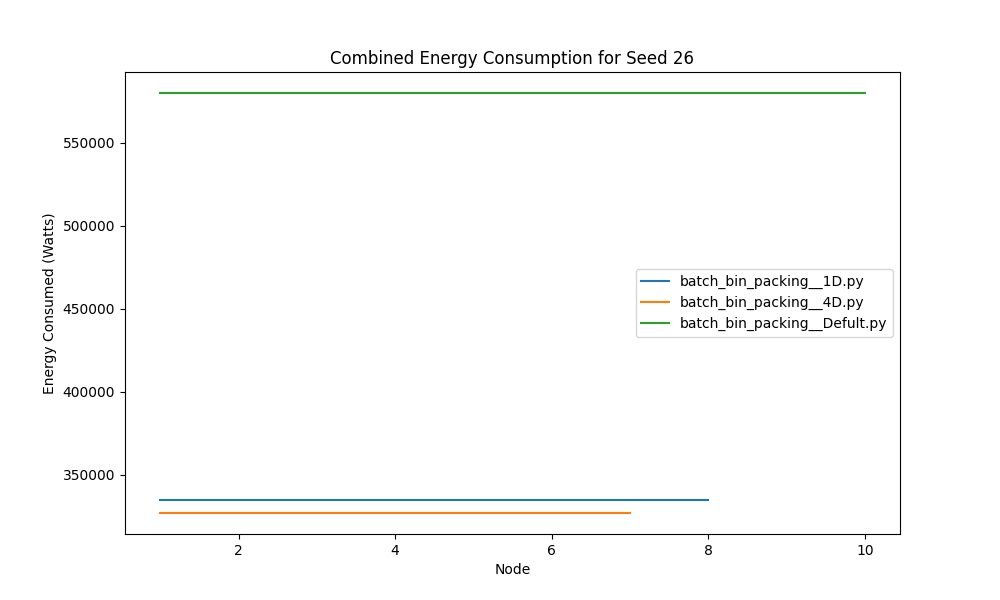 Combined Energy Consumption for Seed 26
Energy Consumed (Watts)
550000
500000
450000
400000
350000
batch_bin_packing__1D.py
batch_bin_packing__4D.py
batch_bin_packing__Defult.py
2 4 6 8 10
Node